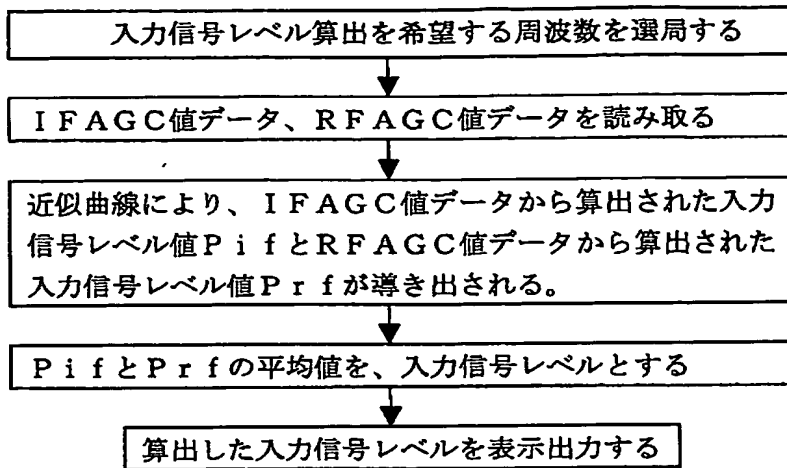 入力信号レベル算出を希望する周波数を選局する
ＩＦＡＧＣ値データ、ＲＦＡＧＣ値データを読み取る
近似曲線により、ＩＦＡＧＣ値データから算出された入力
信号レベル値ＰｉｆとＲＦＡＧＣ値データから算出された
入力信号レベル値Ｐｒｆが導き出される。
ＰｉｆとＰｒｆの平均値を、入力信号レベルとする
算出した入力信号レベルを表示出力する